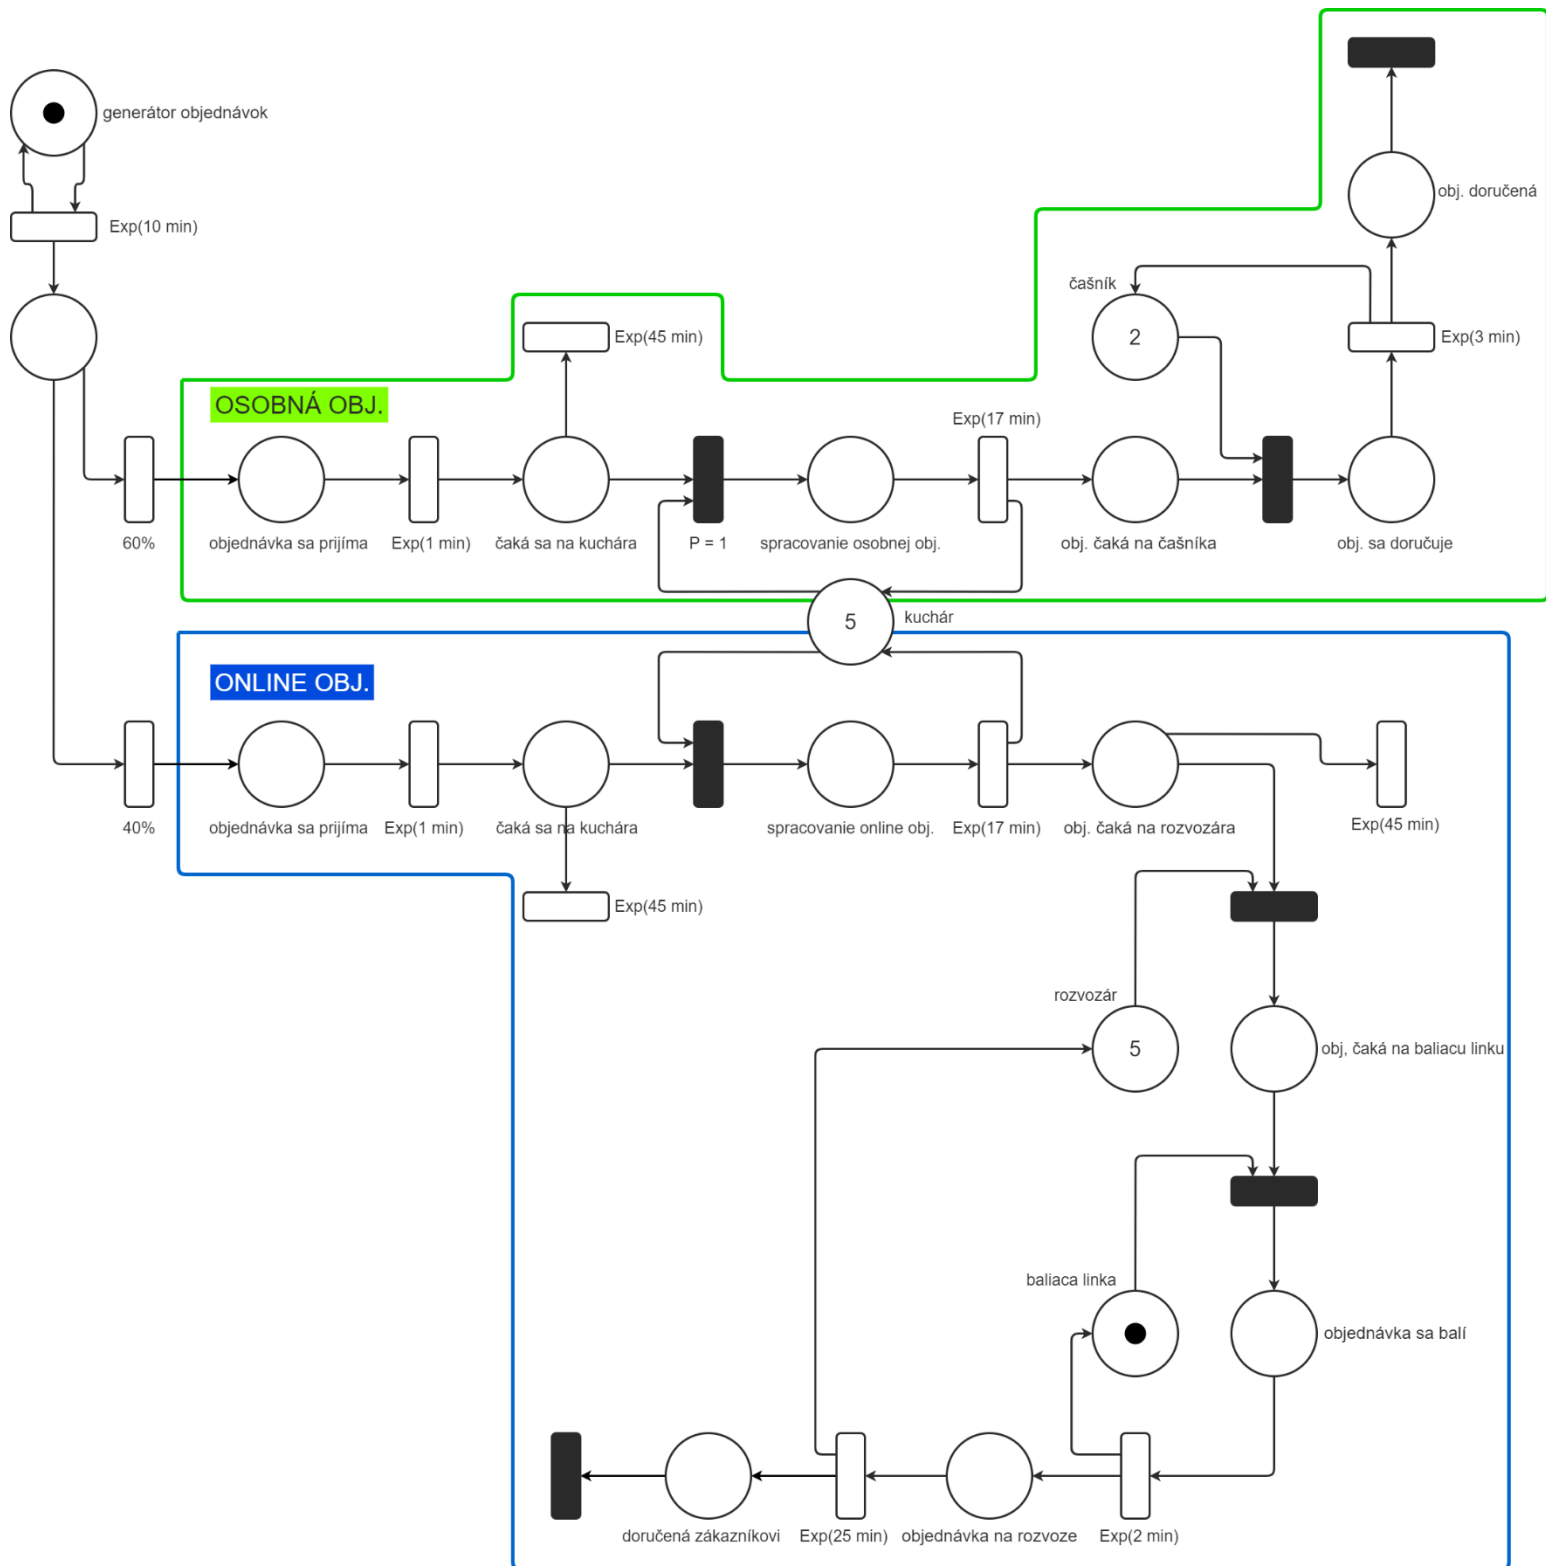 generátor objednávok
Exp(10 min)
obj. doručená
čašník
2
Exp(3 min)
Exp(45 min)
OSOBNÁ OBJ.
Exp(17 min)
60%
objednávka sa prijíma
Exp(1 min)
čaká sa na kuchára
P = 1
spracovanie osobnej obj.
obj. čaká na čašníka
obj. sa doručuje
5
kuchár
ONLINE OBJ.
40%
objednávka sa prijíma
Exp(1 min)
čaká sa na kuchára
spracovanie online obj.
Exp(17 min)
obj. čaká na rozvozára
Exp(45 min)
Exp(45 min)
rozvozár
5
obj, čaká na baliacu linku
baliaca linka
objednávka sa balí
doručená zákazníkovi
Exp(25 min)
objednávka na rozvoze
Exp(2 min)